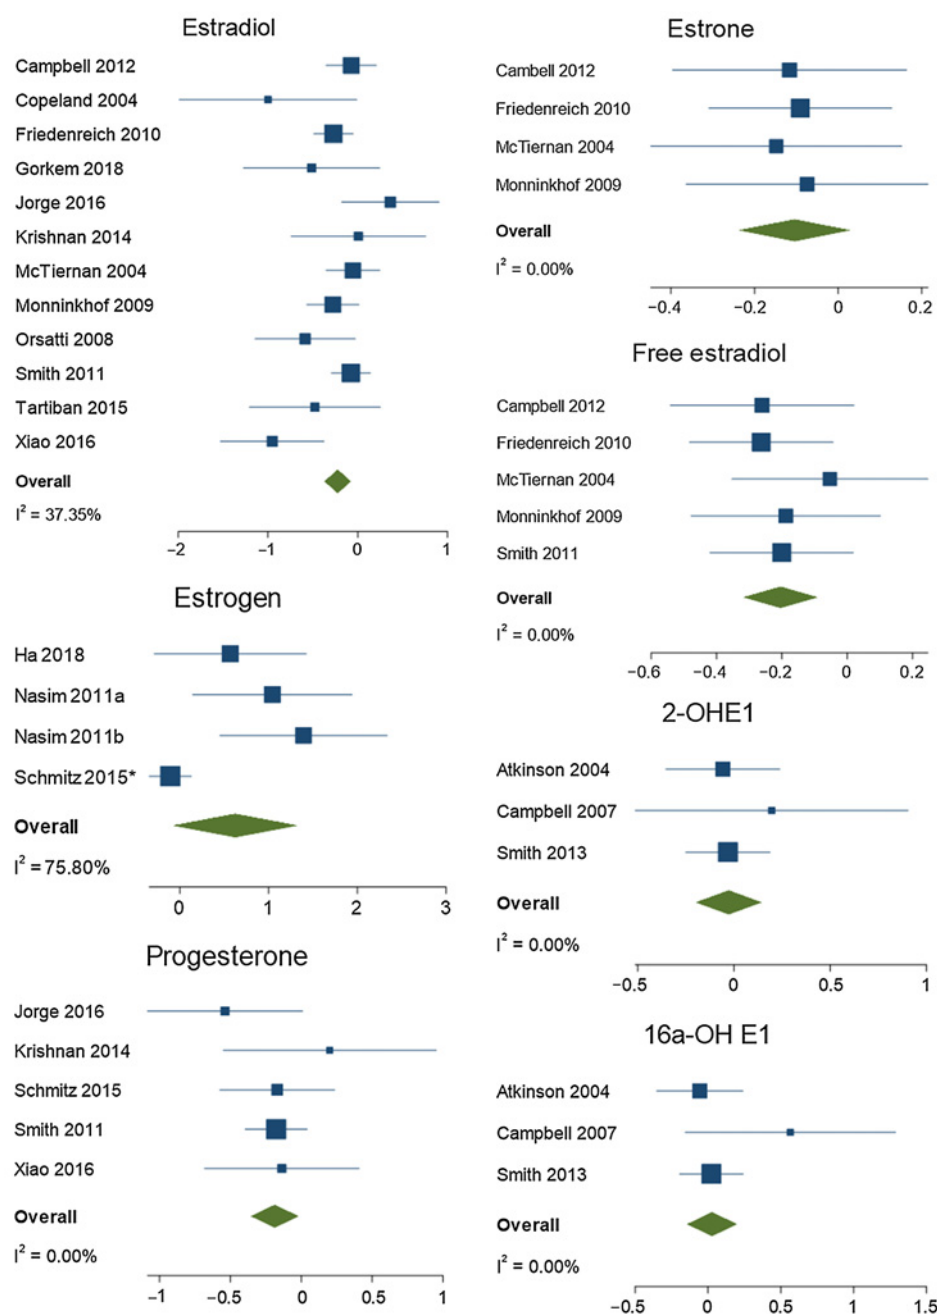 Estradiol
Campbell 2012
Copeland 2004
Friedenreich 2010
Gorkem 2018
Jorge 2016
Krishnan 2014
McTiernan 2004
Monninkhof 2009
Orsatti 2008
Smith 2011
Tartiban 2015
Xiao 2016
Overall
I² = 37.35%
−2 −1 0 1
Estrogen
Ha 2018
Nasim 2011a
Nasim 2011b
Schmitz 2015*
Overall
I² = 75.80%
0 1 2 3
Progesterone
Jorge 2016
Krishnan 2014
Schmitz 2015
Smith 2011
Xiao 2016
Overall
I² = 0.00%
−1 −0.5 0 0.5 1
Estrone
Cambell 2012
Friedenreich 2010
McTiernan 2004
Monninkhof 2009
Overall
I² = 0.00%
−0.4 −0.2 0 0.2
Free estradiol
Campbell 2012
Friedenreich 2010
McTiernan 2004
Monninkhof 2009
Smith 2011
Overall
I² = 0.00%
−0.6 −0.4 −0.2 0 0.2
2-OHE1
Atkinson 2004
Campbell 2007
Smith 2013
Overall
I² = 0.00%
−0.5 0 0.5 1
16a-OH E1
Atkinson 2004
Campbell 2007
Smith 2013
Overall
I² = 0.00%
−0.5 0 0.5 1 1.5